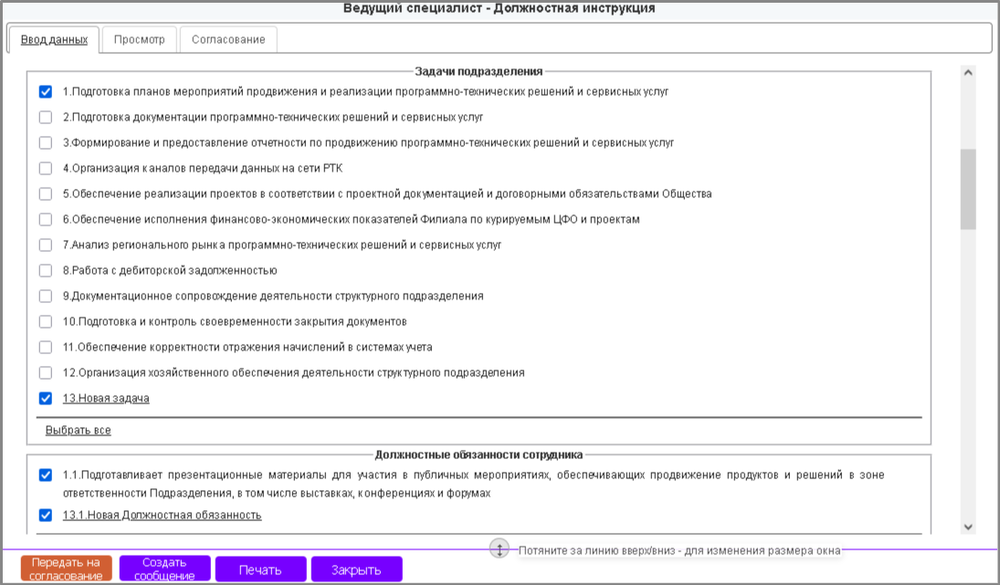 Ведущий специалист - Должностная инструкция
Ввод данных
Просмотр
Согласование
Задачи подразделения
1.Подготовка планов мероприятий продвижения и реализации программно-технических решений и сервисных услуг
2.Подготовка документации программно-технических решений и сервисных услуг
3.Формирование и предоставление отчетности по продвижению программно-технических решений и сервисных услуг
4.Организация каналов передачи данных на сети РТК
5.Обеспечение реализации проектов в соответствии с проектной документацией и договорными обязательствами Общества
6.Обеспечение исполнения финансово-экономических показателей Филиала по курируемым ЦФО и проектам
7.Анализ регионального рынка программно-технических решений и сервисных услуг
8.Работа с дебиторской задолженностью
9.Документационное сопровождение деятельности структурного подразделения
10.Подготовка и контроль своевременности закрытия документов
11.Обеспечение корректности отражения начислений в системах учета
12.Организация хозяйственного обеспечения деятельности структурного подразделения
13.Новая задача
Выбрать все
Должностные обязанности сотрудника
1.1.Подготавливает презентационные материалы для участия в публичных мероприятиях, обеспечивающих продвижение продуктов и решений в зоне
ответственности Подразделения, в том числе выставках, конференциях и форумах
13.1.Новая Должностная обязанность
Потяните за линию вверх/вниз - для изменения размера окна
Передать на
согласование
Создать
сообщение
Печать
Закрыть